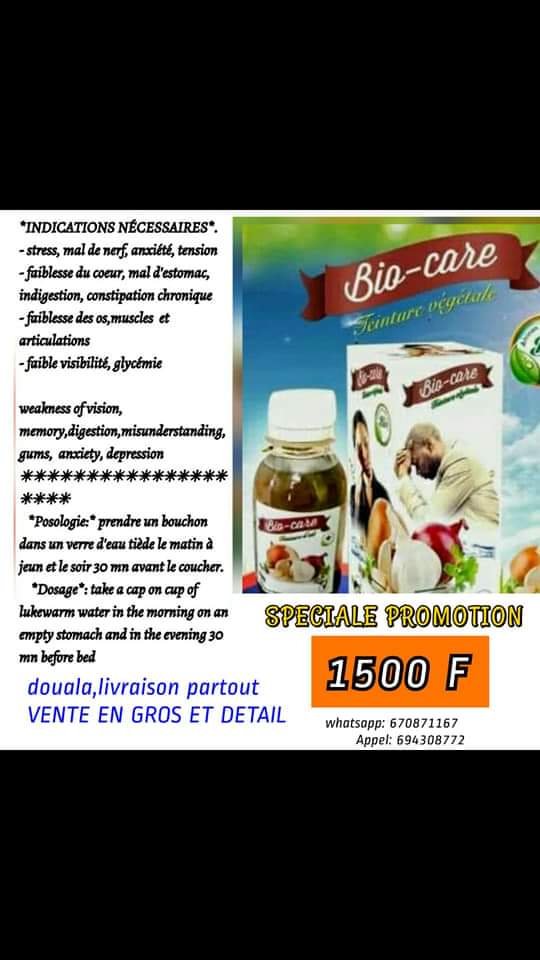 *INDICATIONS NÉCESSAIRES*.
- stress, mal de nerf, anxiété, tension
- faiblesse du coeur, mal d'estomac,
indigestion, constipation chronique
- faiblesse des os,muscles et
articulations
- faible visibilité, glycémie
weakness of vision,
memory,digestion,misunderstanding,
gums, anxiety, depression
****************
****
*Posologie:* prendre un bouchon
dans un verre d'eau tiède le matin à
jeun et le soir 30 mn avant le coucher.
*Dosage*: take a cap on cup of
lukewarm water in the morning on an
empty stomach and in the evening 30
mn before bed
douala,livraison partout
VENTE EN GROS ET DETAIL
Bio-care
Teinture végétale
Bio-care
Bio-care
Bio-care
SPECIALE PROMOTION
1500 F
whatsapp: 670871167
Appel: 694308772